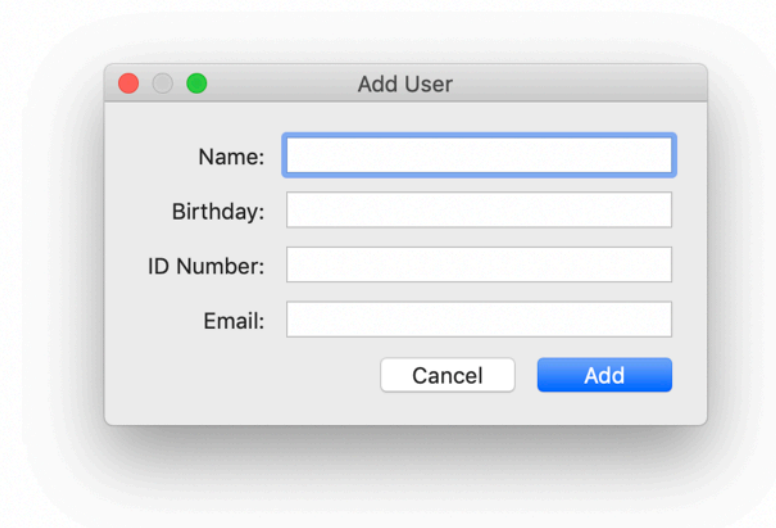 Add User
Name:
Birthday:
ID Number:
Email:
Cancel Add